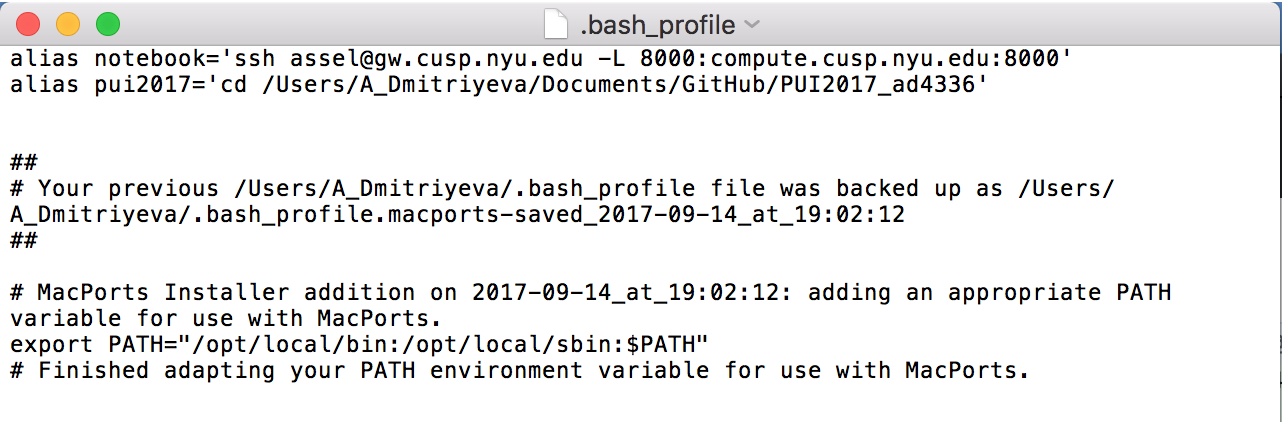 .bash_profile
alias notebook='ssh assel@gw.cusp.nyu.edu -L 8000:compute.cusp.nyu.edu:8000'
alias pui2017='cd /Users/A_Dmitriyeva/Documents/GitHub/PUI2017_ad4336'
##
# Your previous /Users/A_Dmitriyeva/.bash_profile file was backed up as /Users/
A_Dmitriyeva/.bash_profile.macports-saved_2017-09-14_at_19:02:12
##
# MacPorts Installer addition on 2017-09-14_at_19:02:12: adding an appropriate PATH
variable for use with MacPorts.
export PATH="/opt/local/bin:/opt/local/sbin:$PATH"
# Finished adapting your PATH environment variable for use with MacPorts.